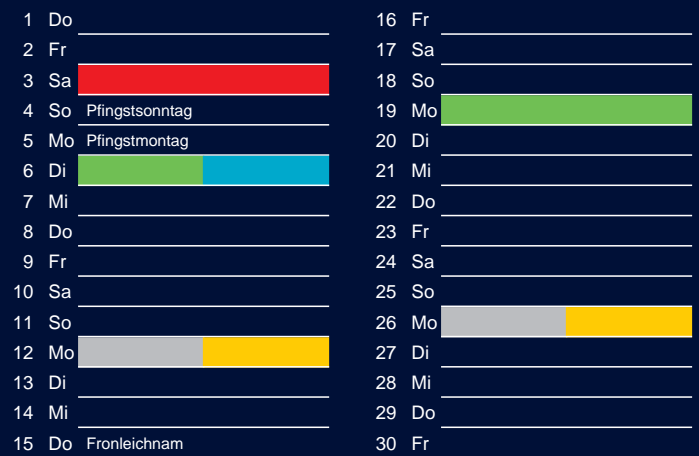 1 Do
2 Fr
3 Sa
4 So Pfingstsonntag
5 Mo Pfingstmontag
6 Di
7 Mi
8 Do
9 Fr
10 Sa
11 So
12 Mo
13 Di
14 Mi
15 Do Fronleichnam
16 Fr
17 Sa
18 So
19 Mo
20 Di
21 Mi
22 Do
23 Fr
24 Sa
25 So
26 Mo
27 Di
28 Mi
29 Do
30 Fr